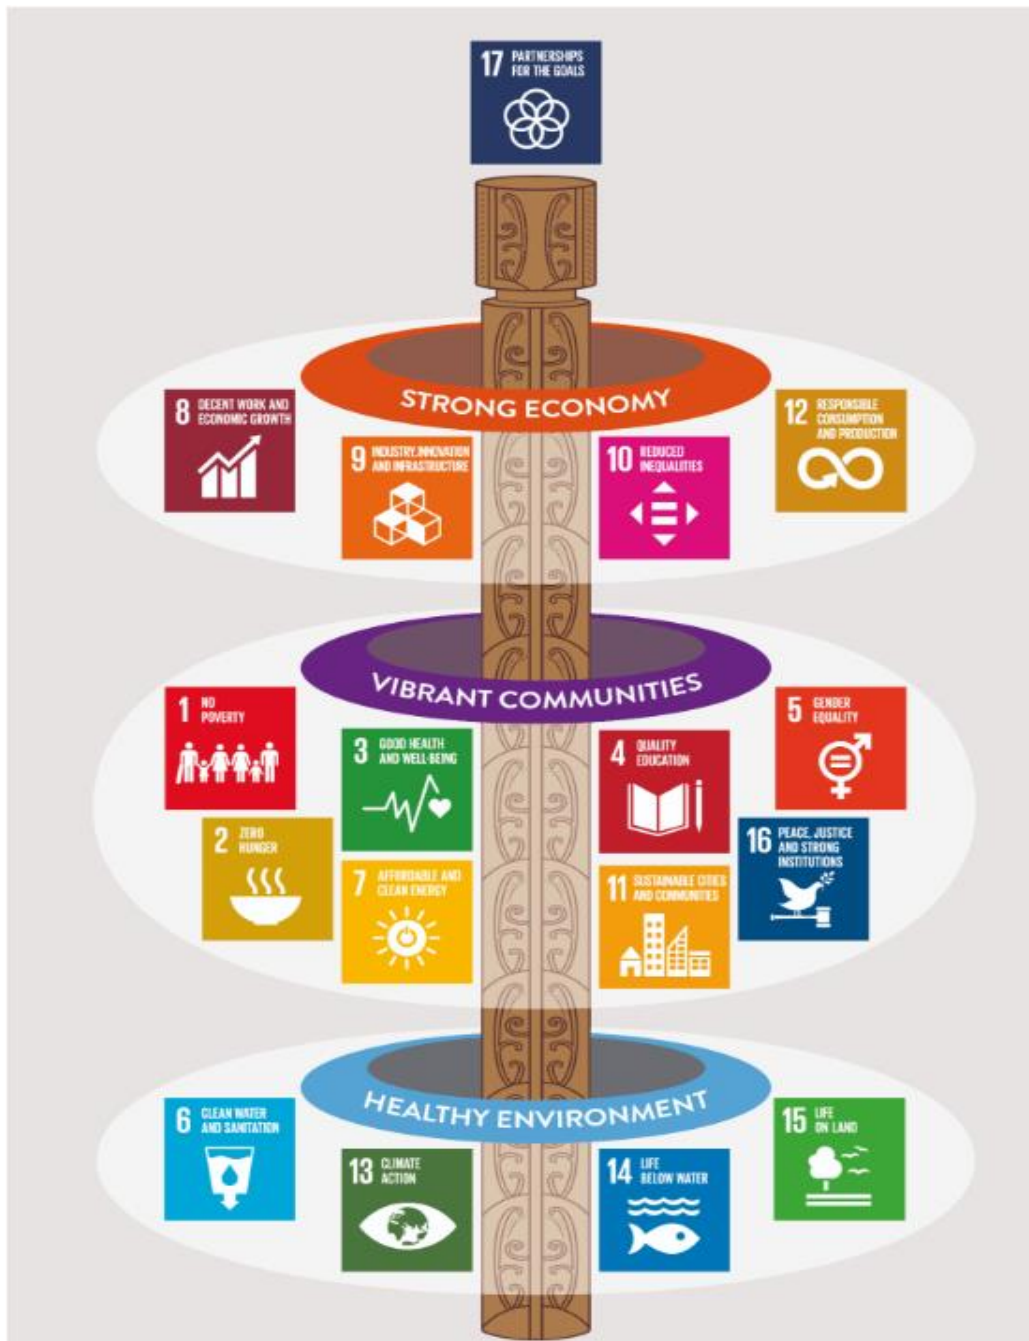 17 PARTNERSHIPS
FOR THE GOALS
STRONG ECONOMY
8 DECENT WORK AND
ECONOMIC GROWTH
9 INDUSTRY, INNOVATION
AND INFRASTRUCTURE
10 REDUCED
INEQUALITIES
12 RESPONSIBLE
CONSUMPTION
AND PRODUCTION
VIBRANT COMMUNITIES
1 NO
POVERTY
3 GOOD HEALTH
AND WELL-BEING
4 QUALITY
EDUCATION
5 GENDER
EQUALITY
2 ZERO
HUNGER
7 AFFORDABLE AND
CLEAN ENERGY
11 SUSTAINABLE CITIES
AND COMMUNITIES
16 PEACE, JUSTICE
AND STRONG
INSTITUTIONS
HEALTHY ENVIRONMENT
6 CLEAN WATER
AND SANITATION
13 CLIMATE
ACTION
14 LIFE
BELOW WATER
15 LIFE
ON LAND